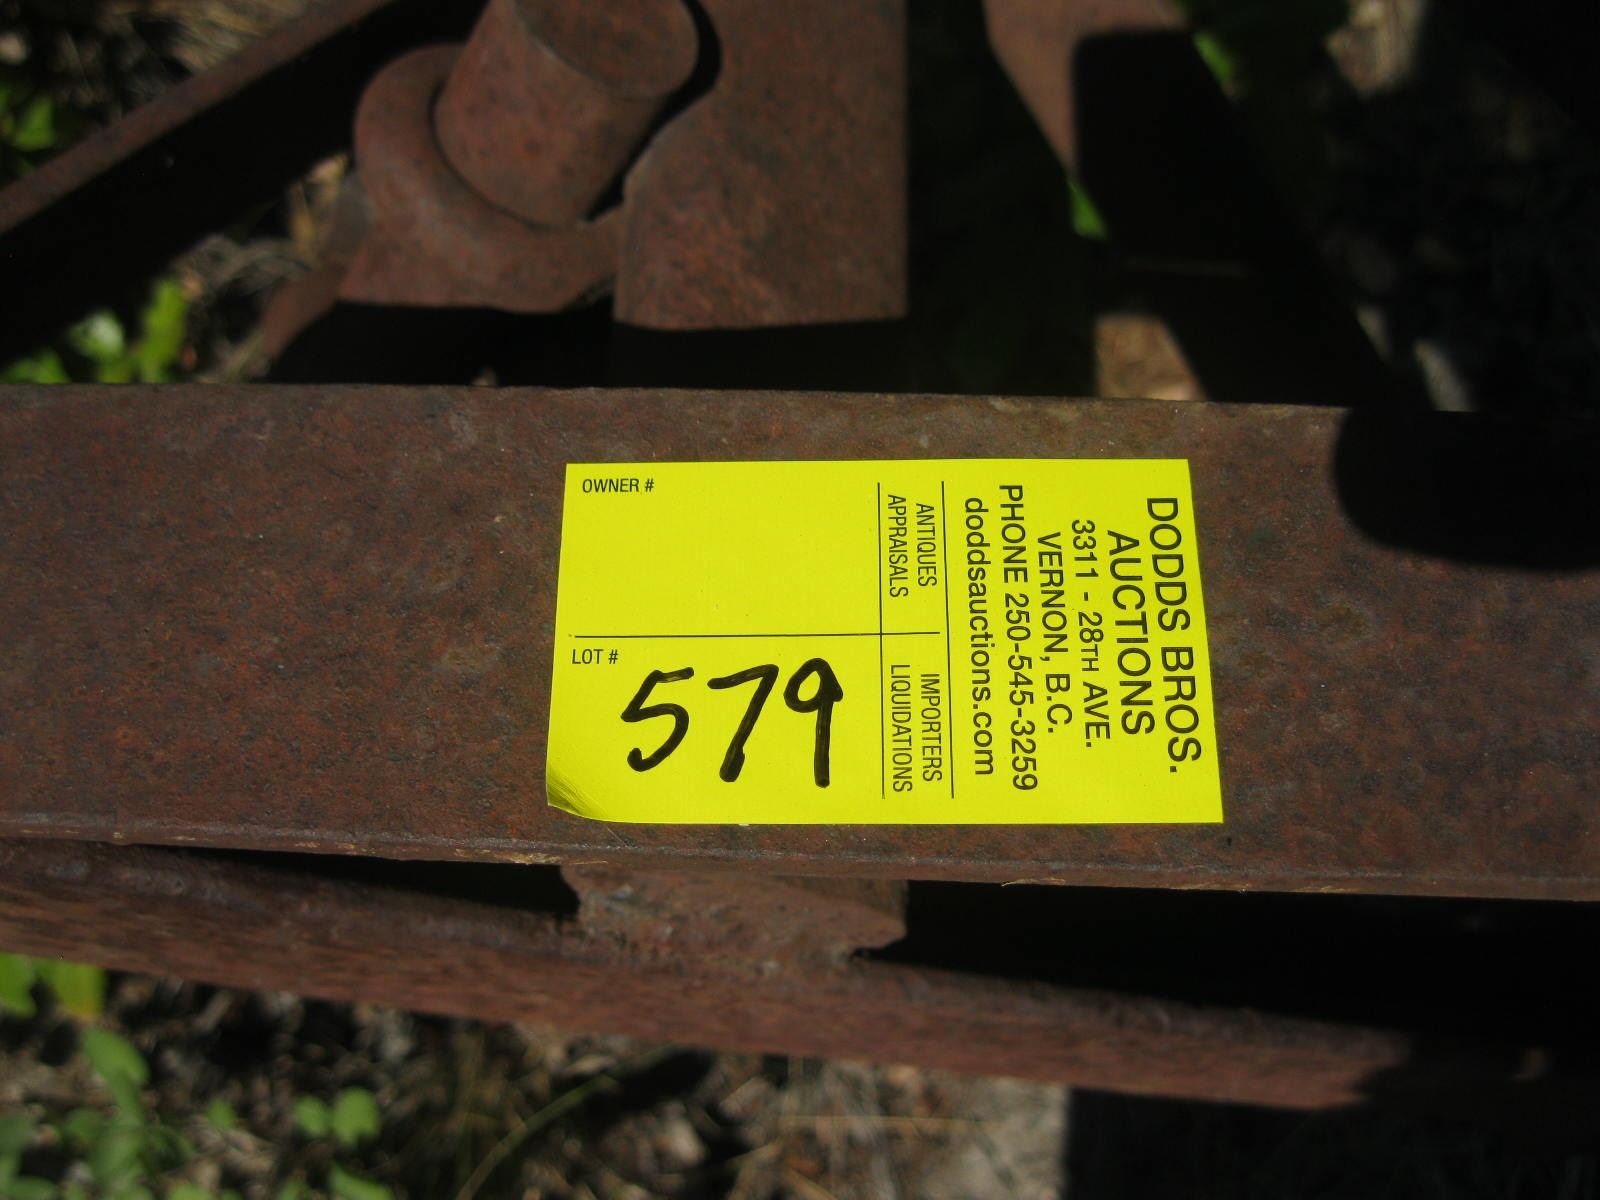 DODDS BROS.
AUCTIONS
3311 - 28TH AVE.
VERNON, B.C.
PHONE 250-545-3259
doddsauctions.com
ANTIQUES
APPRAISALS
IMPORTERS
LIQUIDATIONS
OWNER #
LOT #
579